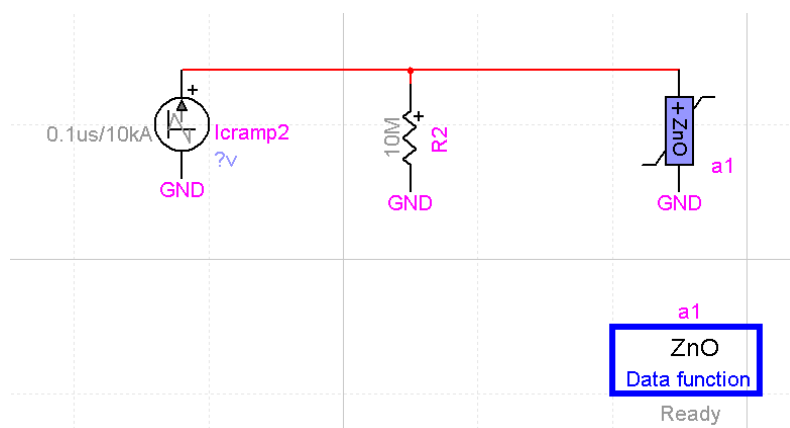 +
0.1us/10kA
Icramp2
?v
GND
10M
+
R2
GND
+ZnO
a1
GND
a1
ZnO
Data function
Ready